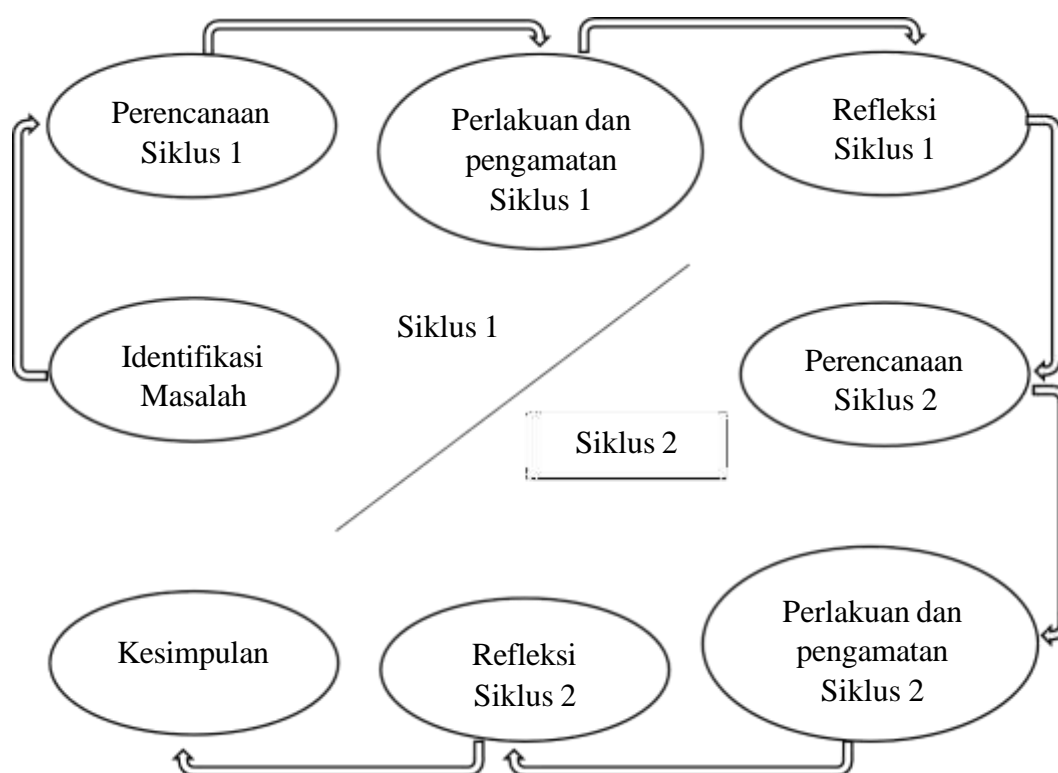 Perencanaan
Siklus 1
Perlakuan dan
pengamatan
Siklus 1
Refleksi
Siklus 1
Siklus 1
Identifikasi
Masalah
Perencanaan
Siklus 2
Siklus 2
Kesimpulan
Refleksi
Siklus 2
Perlakuan dan
pengamatan
Siklus 2